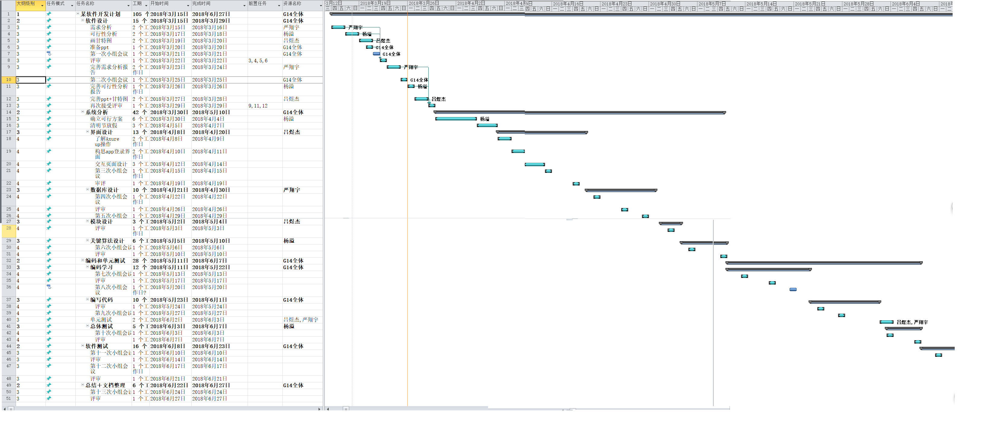 大纲级别 任务模式 任务名称 工期 开始时间 完成时间 前置任务 资源名称
3月12日 2018年3月19日 2018年3月26日 2018年4月2日 2018年4月9日 2018年4月16日 2018年4月23日 2018年4月30日 2018年5月7日 2018年5月14日 2018年5月21日 2018年5月28日 2018年6月4日 2018年
1 1 某软件开发计划 105 个 2018年3月15日 2018年6月27日 G14全体
2 2 软件设计 15 个工 2018年3月15日 2018年3月29日 G14全体
3 3 需求分析 2 个工 2018年3月15日 2018年3月16日 严翔宇 严翔宇
4 3 可行性分析 2 个工 2018年3月17日 2018年3月18日 杨溢 杨溢
5 3 画甘特图 2 个工 2018年3月19日 2018年3月20日 吕煜杰 吕煜杰
6 3 准备ppt 1 个工 2018年3月20日 2018年3月20日 G14全体 G14全体
7 3 第一次小组会议 1 个工 2018年3月21日 2018年3月21日 G14全体 G14全体
8 3 评审 1 个工 2018年3月22日 2018年3月22日 3,4,5,6
9 3 完善需求分析报 2 个工 2018年3月23日 2018年3月24日 严翔宇 严翔宇
告 作日
10 3 第二次小组会议 1 个工 2018年3月25日 2018年3月25日 G14全体 G14全体
11 3 完善可行性分析 1 个工 2018年3月26日 2018年3月26日 杨溢 杨溢
报告 作日
12 3 完善ppt+甘特图 2 个工 2018年3月27日 2018年3月28日 吕煜杰 吕煜杰
13 3 再次接受评审 1 个工 2018年3月29日 2018年3月29日 9,11,12
14 2 系统分析 42 个 2018年3月30日 2018年5月10日 G14全体
15 3 确立可行方案 6 个工 2018年3月30日 2018年4月4日 杨溢 杨溢
16 3 清明节放假 3 个工 2018年4月5日 2018年4月7日
17 3 界面设计 13 个 2018年4月8日 2018年4月20日 吕煜杰
18 4 了解Axure 2 个工 2018年4月8日 2018年4月9日
up操作 作日
19 4 构思app登录界 2 个工 2018年4月10日 2018年4月11日
面 作日
20 4 交互页面设计 3 个工 2018年4月12日 2018年4月14日
21 4 第三次小组会 1 个工 2018年4月15日 2018年4月15日
议 作日
22 4 审评 1 个工 2018年4月19日 2018年4月19日
23 3 数据库设计 10 个 2018年4月21日 2018年4月30日 严翔宇
24 4 第四次小组会 1 个工 2018年4月22日 2018年4月22日
议 作日
25 4 评审 1 个工 2018年4月26日 2018年4月26日
26 4 第五次小组会 1 个工 2018年4月29日 2018年4月29日
27 3 模块设计 3 个工 2018年5月2日 2018年5月4日 吕煜杰
28 4 评审 1 个工 2018年5月3日 2018年5月3日
作日
29 3 关键算法设计 6 个工 2018年5月5日 2018年5月10日 杨溢
30 4 第六次小组会议 1 个工 2018年5月6日 2018年5月6日
31 4 评审 1 个工 2018年5月10日 2018年5月10日
32 2 编码和单元测试 28 个 2018年5月11日 2018年6月7日 G14全体
33 3 编码学习 12 个 2018年5月11日 2018年5月22日 G14全体
34 4 第七次小组会议 1 个工 2018年5月13日 2018年5月13日
35 4 评审 1 个工 2018年5月17日 2018年5月17日
36 4 第八次小组会 1 个工 2018年5月20日 2018年5月20日
议 作日?
37 3 编写代码 10 个 2018年5月23日 2018年6月1日 G14全体
38 4 评审 1 个工 2018年5月24日 2018年5月24日
39 4 第九次小组会议 1 个工 2018年5月27日 2018年5月27日
40 3 单元测试 2 个工 2018年6月2日 2018年6月3日 吕煜杰,严翔宇 吕煜杰,严翔宇
41 3 总体测试 5 个工 2018年6月3日 2018年6月7日 杨溢
42 4 第十次小组会议 1 个工 2018年6月3日 2018年6月3日
43 4 评审 1 个工 2018年6月7日 2018年6月7日
44 2 软件测试 16 个 2018年6月8日 2018年6月23日 G14全体
45 3 第十一次小组会议 1 个工 2018年6月10日 2018年6月10日
46 3 评审 1 个工 2018年6月14日 2018年6月14日
47 3 第十二次小组会 1 个工 2018年6月17日 2018年6月17日
议 作日
48 3 评审 1 个工 2018年6月21日 2018年6月21日
49 2 总结+文档整理 6 个工 2018年6月22日 2018年6月27日 G14全体
50 3 第十三次小组会议 1 个工 2018年6月24日 2018年6月24日
51 3 评审 1 个工 2018年6月27日 2018年6月27日